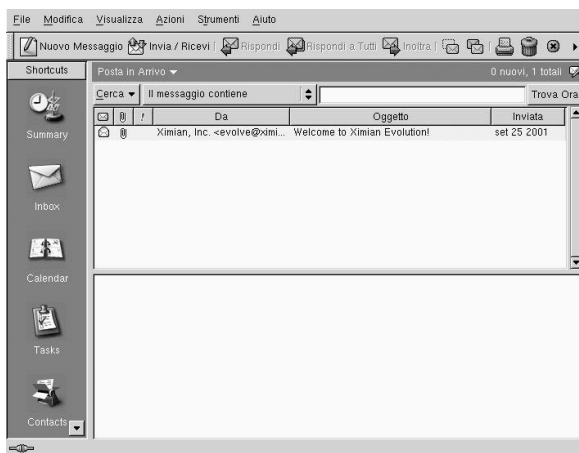 File Modifica Visualizza Azioni Strumenti Aiuto
Nuovo Messaggio Invia / Ricevi Rispondi Rispondi a Tutti Inoltra
Shortcuts Posta in Arrivo 0 nuovi, 1 totali
Cerca Il messaggio contiene Trova Ora
! Da Oggetto Inviata
Ximian, Inc. <evolve@ximi... Welcome to Ximian Evolution! set 25 2001
Summary
Inbox
Calendar
Tasks
Contacts